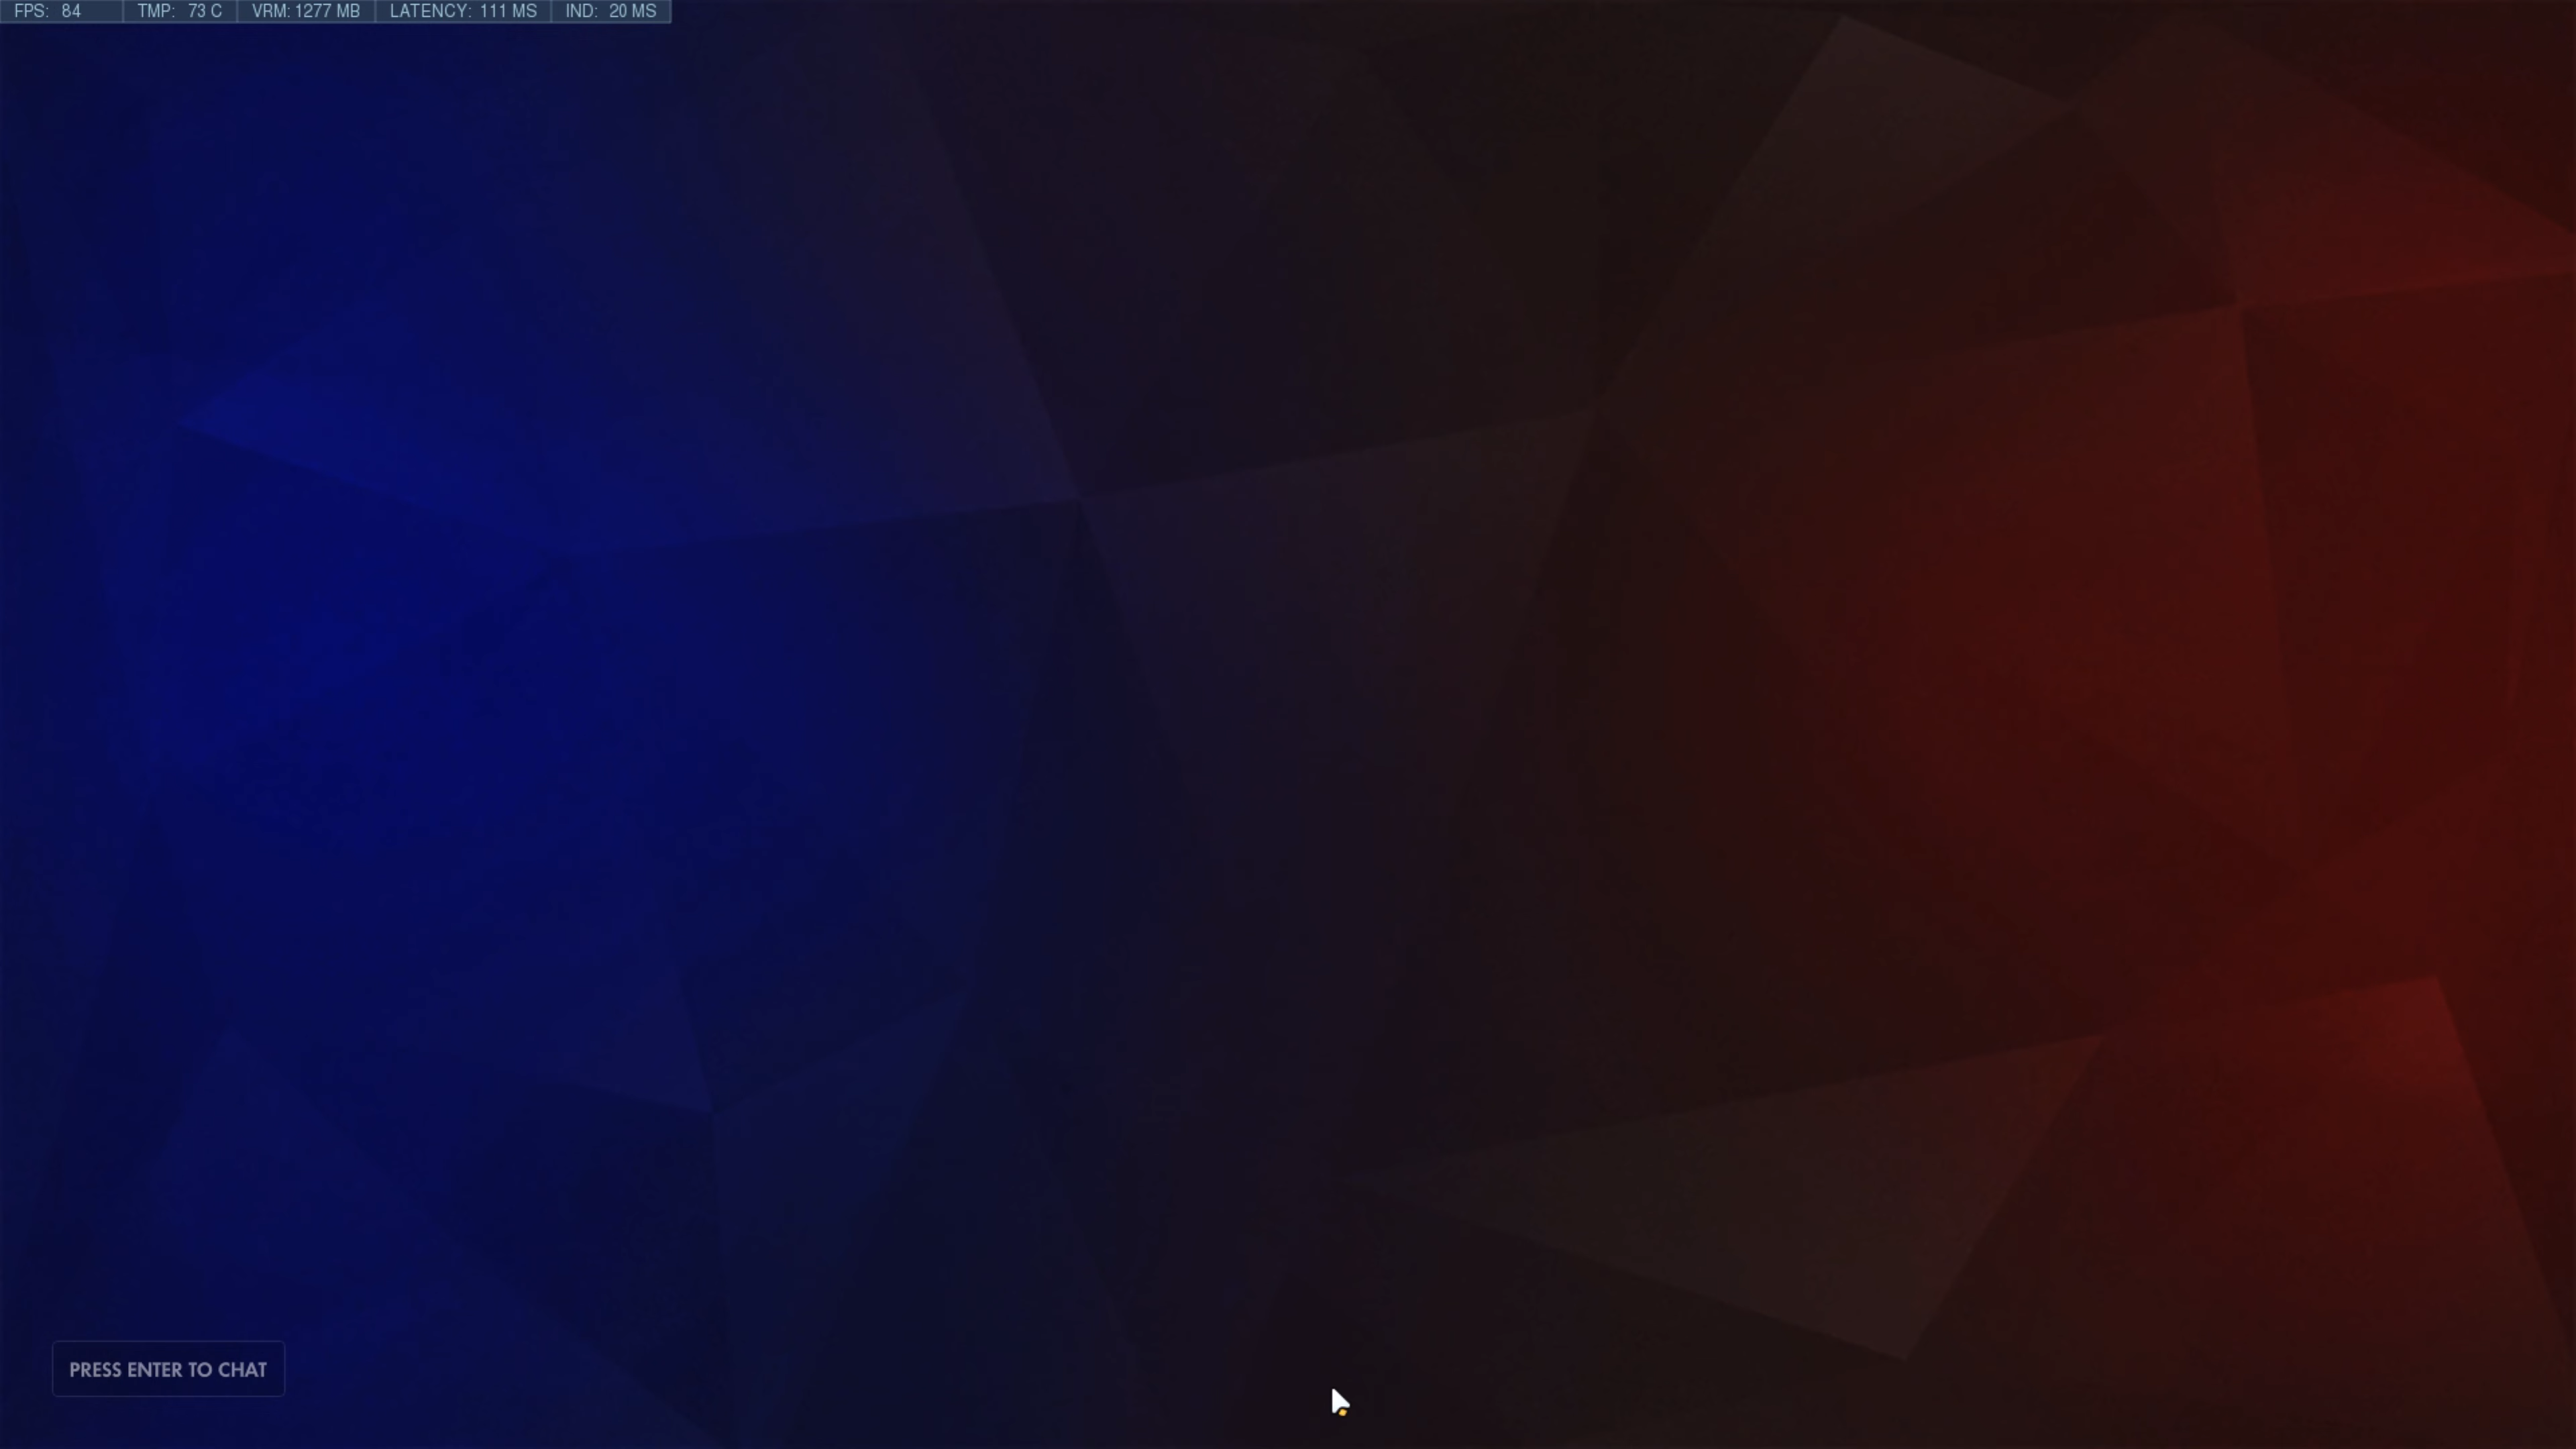 FPS: 84 TMP: 73 C VRM: 1277 MB LATENCY: 111 MS IND: 20 MS
PRESS ENTER TO CHAT